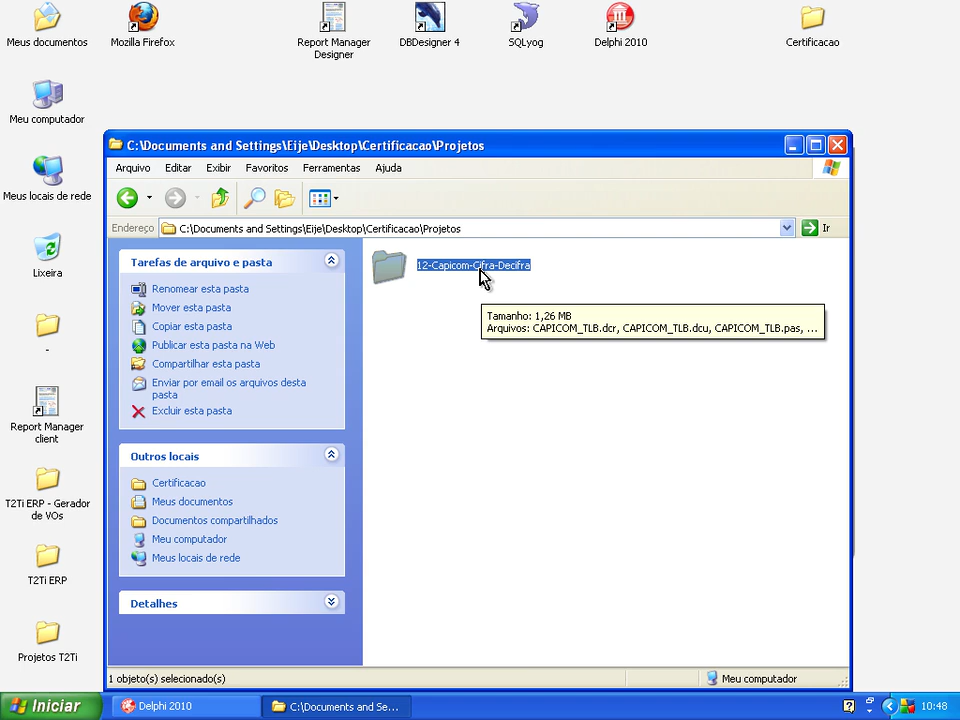 Meus documentos
Mozilla Firefox
Report Manager
Designer
DBDesigner 4
SQLyog
Delphi 2010
Certificacao
Meu computador
Meus locais de rede
Lixeira
-
Report Manager
client
T2Ti ERP - Gerador
de VOs
T2Ti ERP
Projetos T2Ti
C:\Documents and Settings\Eije\Desktop\Certificacao\Projetos
Arquivo Editar Exibir Favoritos Ferramentas Ajuda
Endereço C:\Documents and Settings\Eije\Desktop\Certificacao\Projetos Ir
Tarefas de arquivo e pasta
Renomear esta pasta
Mover esta pasta
Copiar esta pasta
Publicar esta pasta na Web
Compartilhar esta pasta
Enviar por email os arquivos desta
pasta
Excluir esta pasta
Outros locais
Certificacao
Meus documentos
Documentos compartilhados
Meu computador
Meus locais de rede
Detalhes
12-Capicom-Cifra-Decifra
Tamanho: 1,26 MB
Arquivos: CAPICOM_TLB.dcr, CAPICOM_TLB.dcu, CAPICOM_TLB.pas, ...
1 objeto(s) selecionado(s) Meu computador
Iniciar Delphi 2010 C:\Documents and Se... 10:48